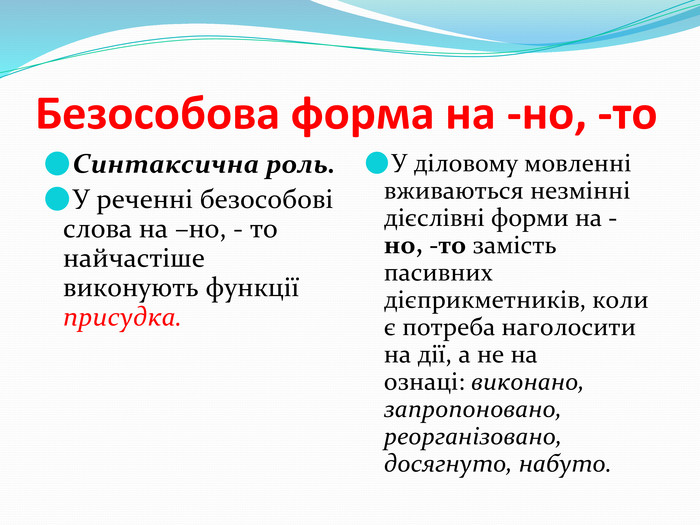 Безособова форма на -но, -то
Синтаксична роль.
У реченні безособові
слова на –но, - то
найчастіше
виконують функції
присудка.
У діловому мовленні
вживаються незмінні
дієслівні форми на -
но, -то замість
пасивних
дієприкметників, коли
є потреба наголосити
на дії, а не на
ознаці: виконано,
запропоновано,
реорганізовано,
досягнуто, набуто.